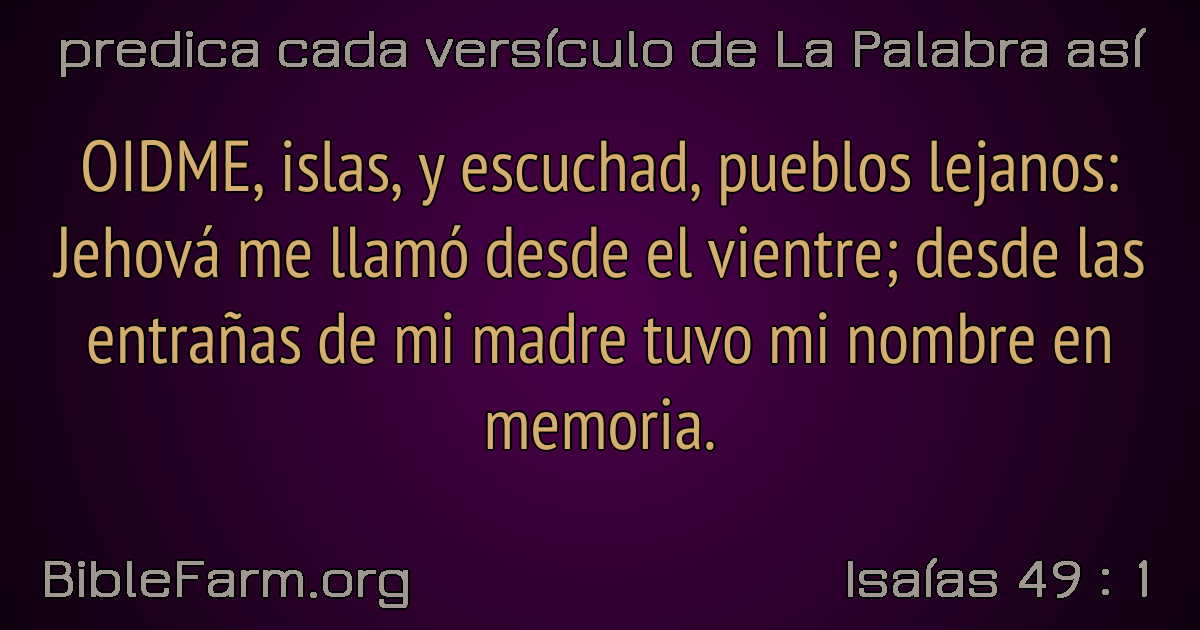 predica cada versículo de La Palabra así
OIDME, islas, y escuchad, pueblos lejanos:
Jehová me llamó desde el vientre; desde las
entrañas de mi madre tuvo mi nombre en
memoria.
BibleFarm.org
Isaías 49 : 1